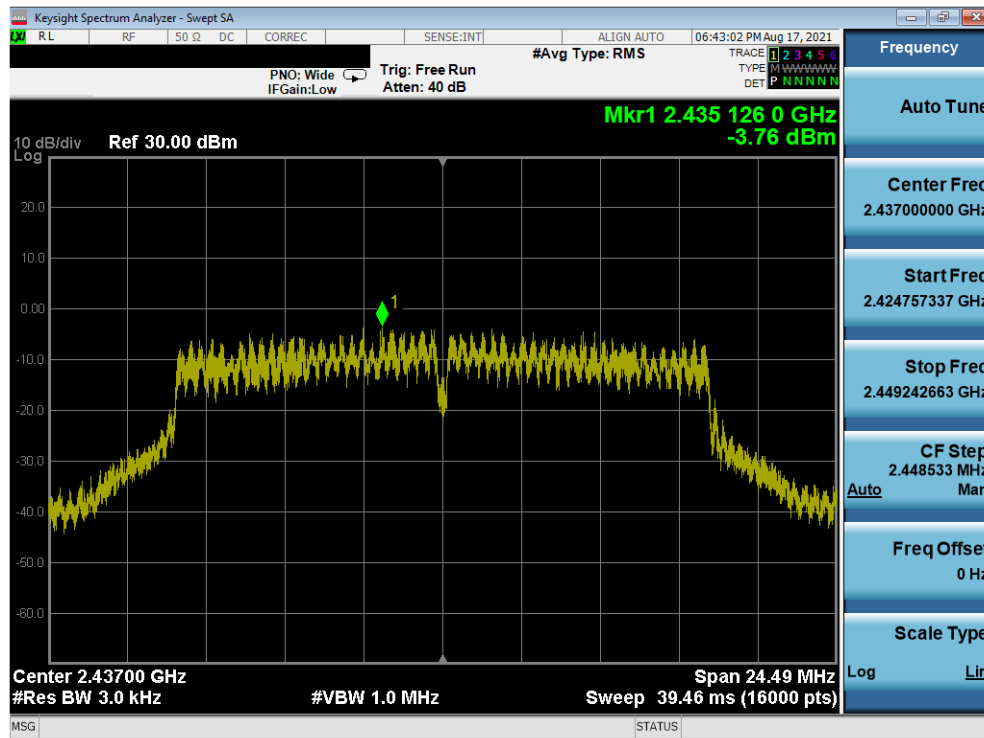 Keysight Spectrum Analyzer - Swept SA
LXI RL RF 50 Ω DC CORREC SENSE:INT ALIGN AUTO 06:43:02 PM Aug 17, 2021
#Avg Type: RMS
TRACE 1 2 3 4 5 6
PNO: Wide Trig: Free Run
TYPE M WWWWW
IFGain:Low Atten: 40 dB
DET P N N N N N
Mkr1 2.435 126 0 GHz
-3.76 dBm
10 dB/div Ref 30.00 dBm
Log
20.0
10.0
0.00
-10.0
-20.0
-30.0
-40.0
-50.0
-60.0
1
Center 2.43700 GHz Span 24.49 MHz
#Res BW 3.0 kHz #VBW 1.0 MHz Sweep 39.46 ms (16000 pts)
MSG STATUS
Frequency
Auto Tune
Center Freq
2.437000000 GHz
Start Freq
2.424757337 GHz
Stop Freq
2.449242663 GHz
CF Step
2.448533 MHz
Auto Man
Freq Offset
0 Hz
Scale Type
Log Lin